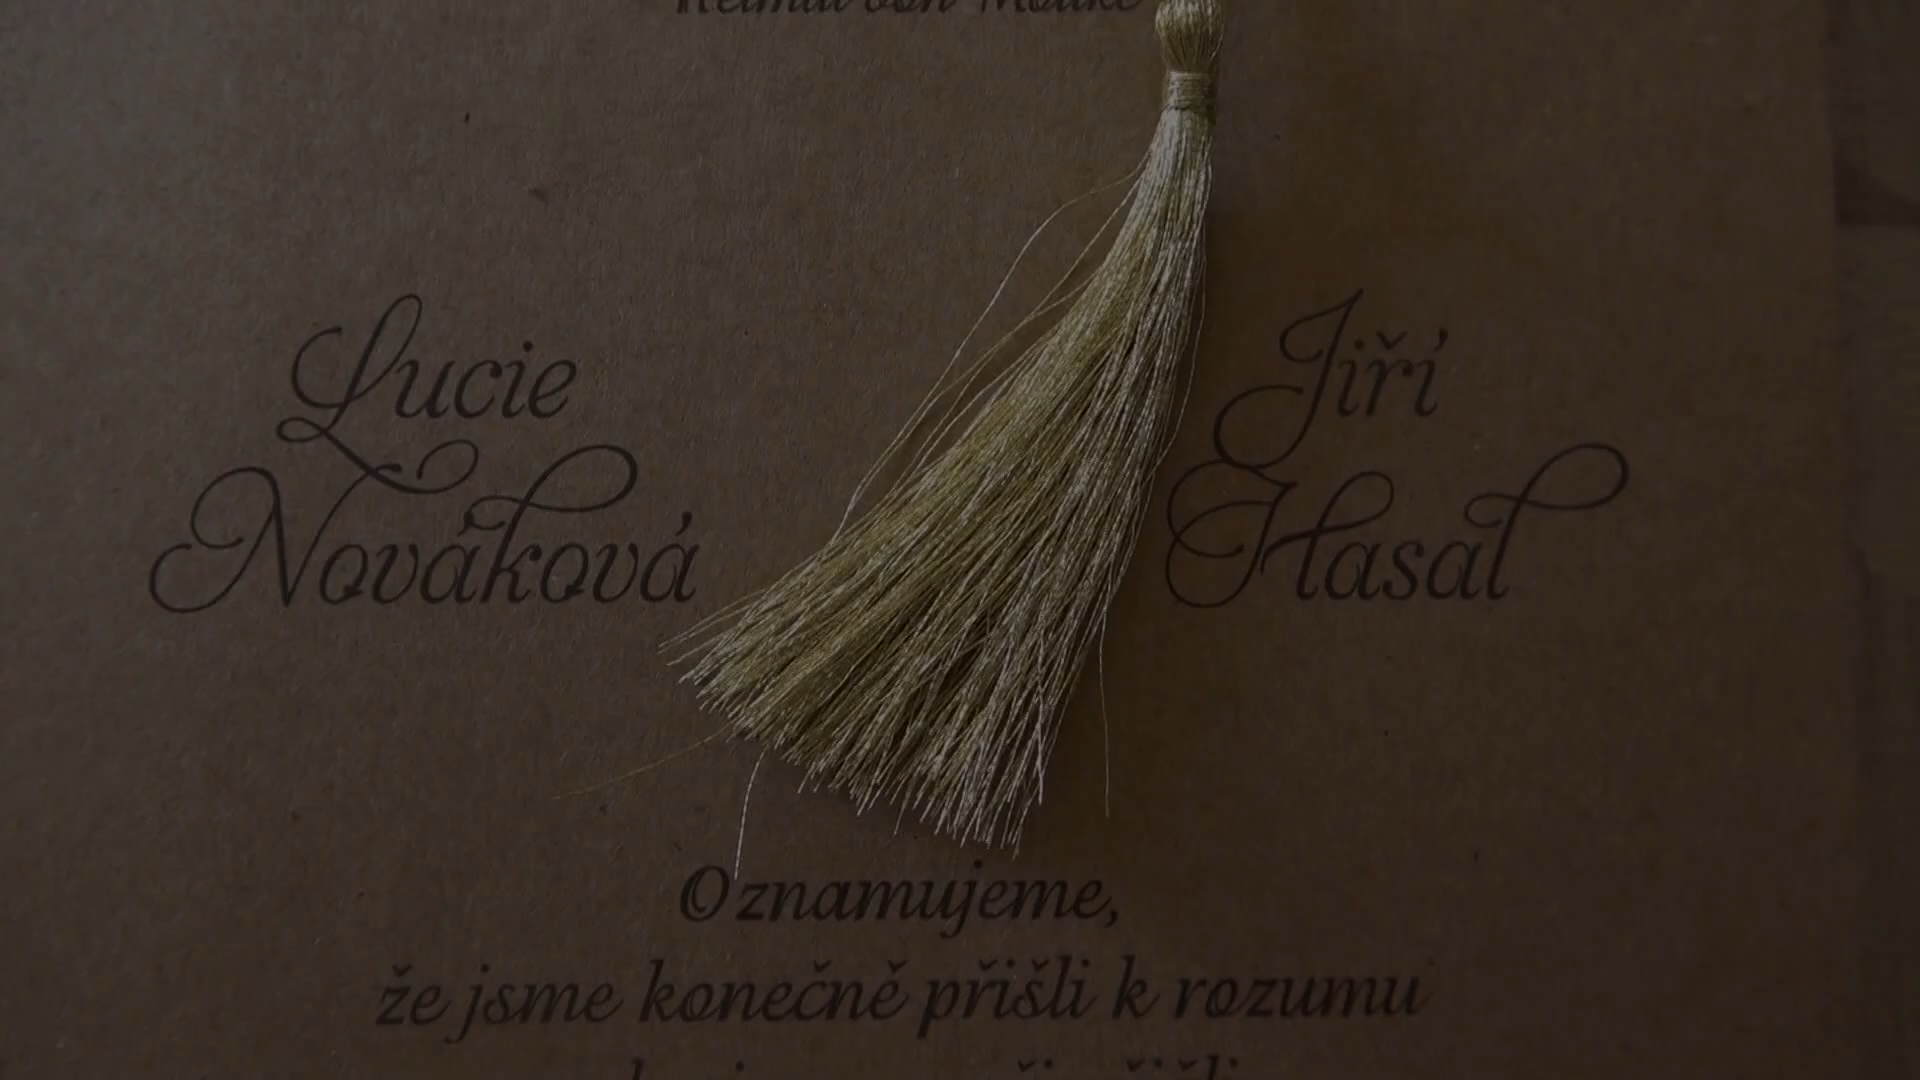 Lucie
Nováková
Jiří
Hasal
Oznamujeme,
že jsme konečně přišli k rozumu